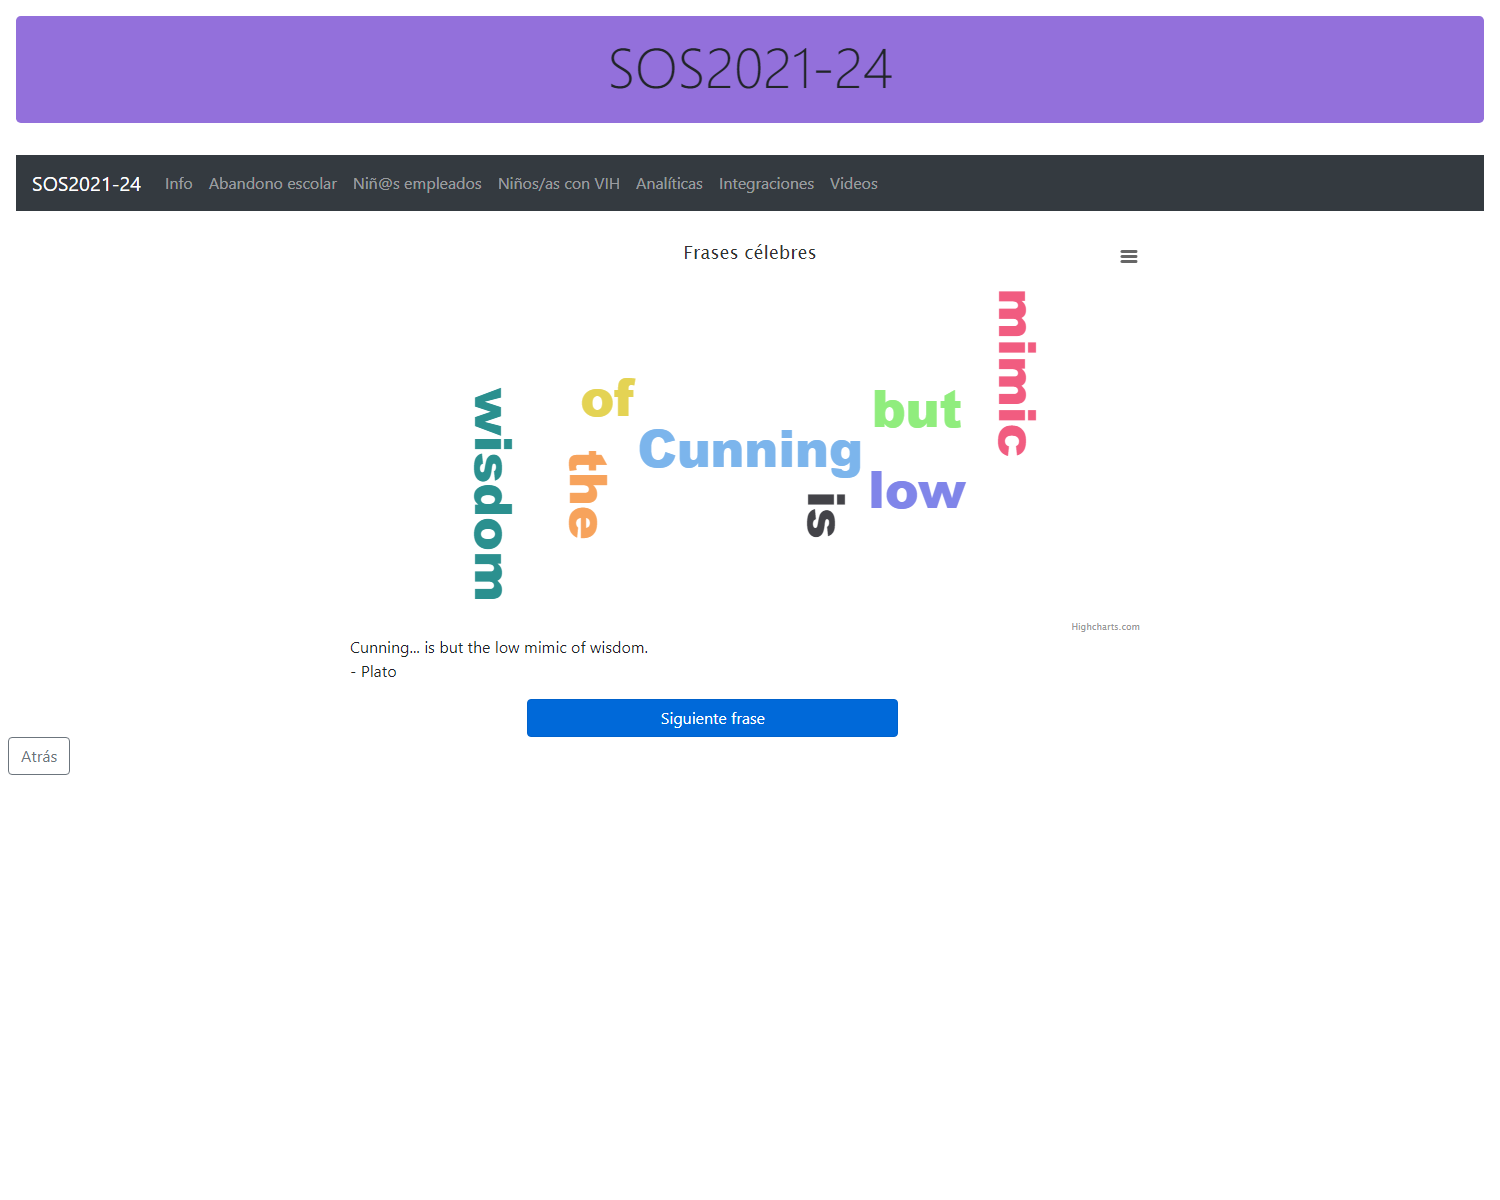 SOS2021-24
SOS2021-24 Info Abandono escolar Niñ@s empleados Niños/as con VIH Analíticas Integraciones Videos
Frases célebres
mimic
wisdom
of
but
the
Cunning
low
is
Highcharts.com
Cunning... is but the low mimic of wisdom.
- Plato
Siguiente frase
Atrás